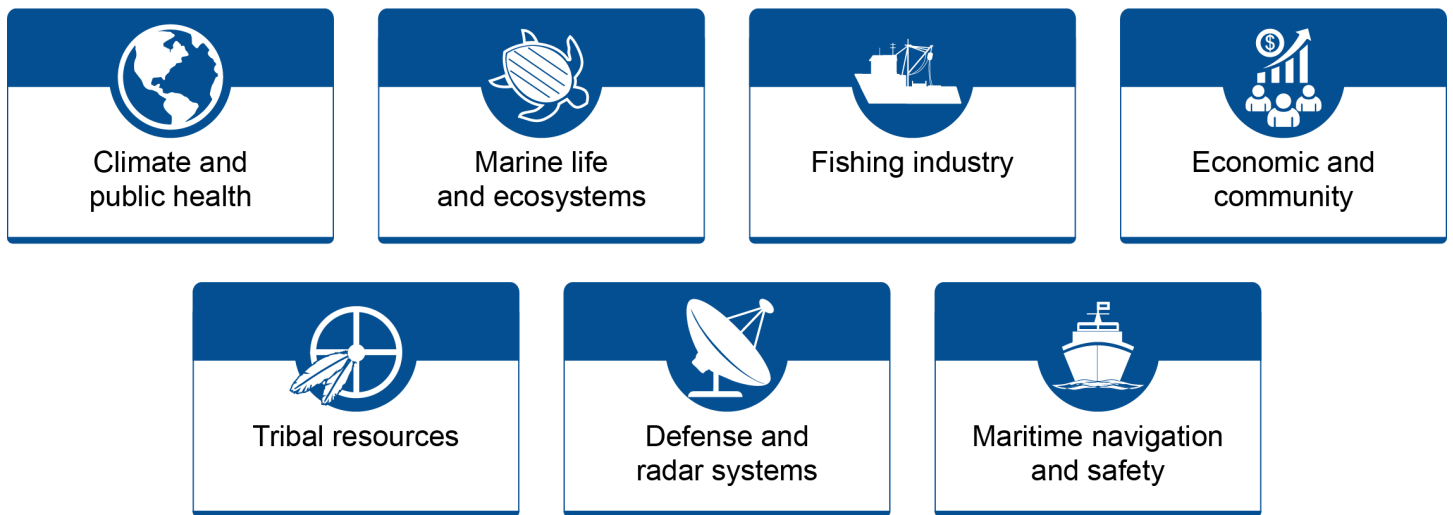 Climate and
public health
Marine life
and ecosystems
Fishing industry
$
Economic and
community
Tribal resources
Defense and
radar systems
Maritime navigation
and safety